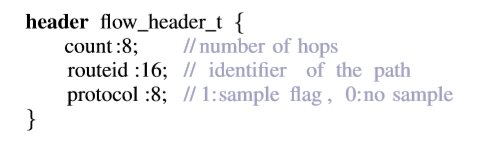 header flow_header_t {
count:8; //number of hops
routeid :16; // identifier of the path
protocol :8; // 1:sample flag , 0:no sample
}